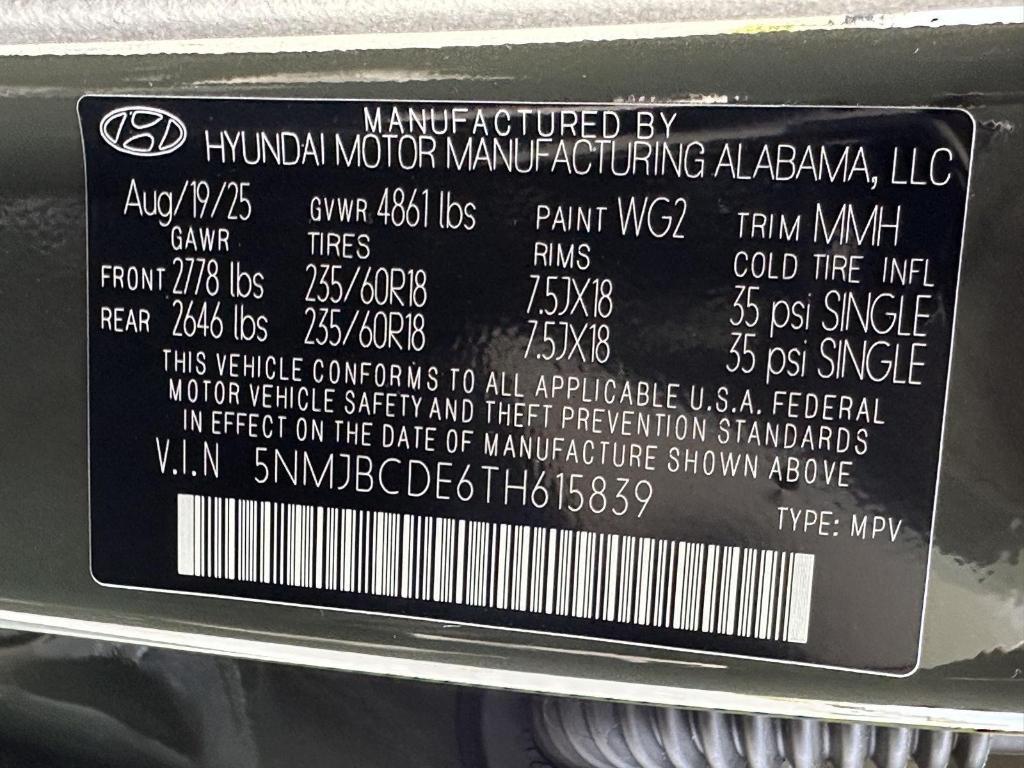 MANUFACTURED BY
HYUNDAI MOTOR MANUFACTURING ALABAMA, LLC
Aug/19/25 GVWR 4861 lbs PAINT WG2 TRIM MMH
GAWR TIRES RIMS COLD TIRE INFL
FRONT 2778 lbs 235/60R18 7.5JX18 35 psi SINGLE
REAR 2646 lbs 235/60R18 7.5JX18 35 psi SINGLE
THIS VEHICLE CONFORMS TO ALL APPLICABLE U.S.A. FEDERAL
MOTOR VEHICLE SAFETY AND THEFT PREVENTION STANDARDS
IN EFFECT ON THE DATE OF MANUFACTURE SHOWN ABOVE
V.I.N 5NMJBCDE6TH615839
TYPE: MPV